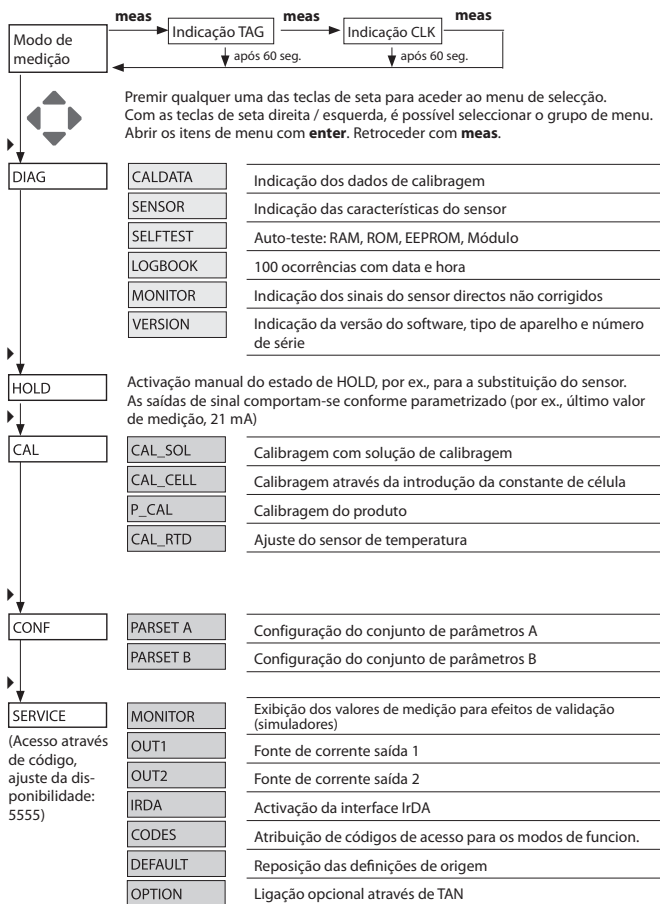 meas
meas
meas
Modo de
medição
Indicação TAG
Indicação CLK
após 60 seg.
após 60 seg.
Premir qualquer uma das teclas de seta para aceder ao menu de selecção.
Com as teclas de seta direita / esquerda, é possível seleccionar o grupo de menu.
Abrir os itens de menu com enter. Retroceder com meas.
DIAG
CALDATA
Indicação dos dados de calibragem
SENSOR
Indicação das características do sensor
SELFTEST
Auto-teste: RAM, ROM, EEPROM, Módulo
LOGBOOK
100 ocorrências com data e hora
MONITOR
Indicação dos sinais do sensor directos não corrigidos
VERSION
Indicação da versão do software, tipo de aparelho e número
de série
HOLD
Activação manual do estado de HOLD, por ex., para a substituição do sensor.
As saídas de sinal comportam-se conforme parametrizado (por ex., último valor
de medição, 21 mA)
CAL
CAL_SOL
Calibragem com solução de calibragem
CAL_CELL
Calibragem através da introdução da constante de célula
P_CAL
Calibragem do produto
CAL_RTD
Ajuste do sensor de temperatura
CONF
PARSET A
Configuração do conjunto de parâmetros A
PARSET B
Configuração do conjunto de parâmetros B
SERVICE
(Acesso através
de código,
ajuste da dis-
ponibilidade:
5555)
MONITOR
Exibição dos valores de medição para efeitos de validação
(simuladores)
OUT1
Fonte de corrente saída 1
OUT2
Fonte de corrente saída 2
IRDA
Activação da interface IrDA
CODES
Atribuição de códigos de acesso para os modos de funcion.
DEFAULT
Reposição das definições de origem
OPTION
Ligação opcional através de TAN